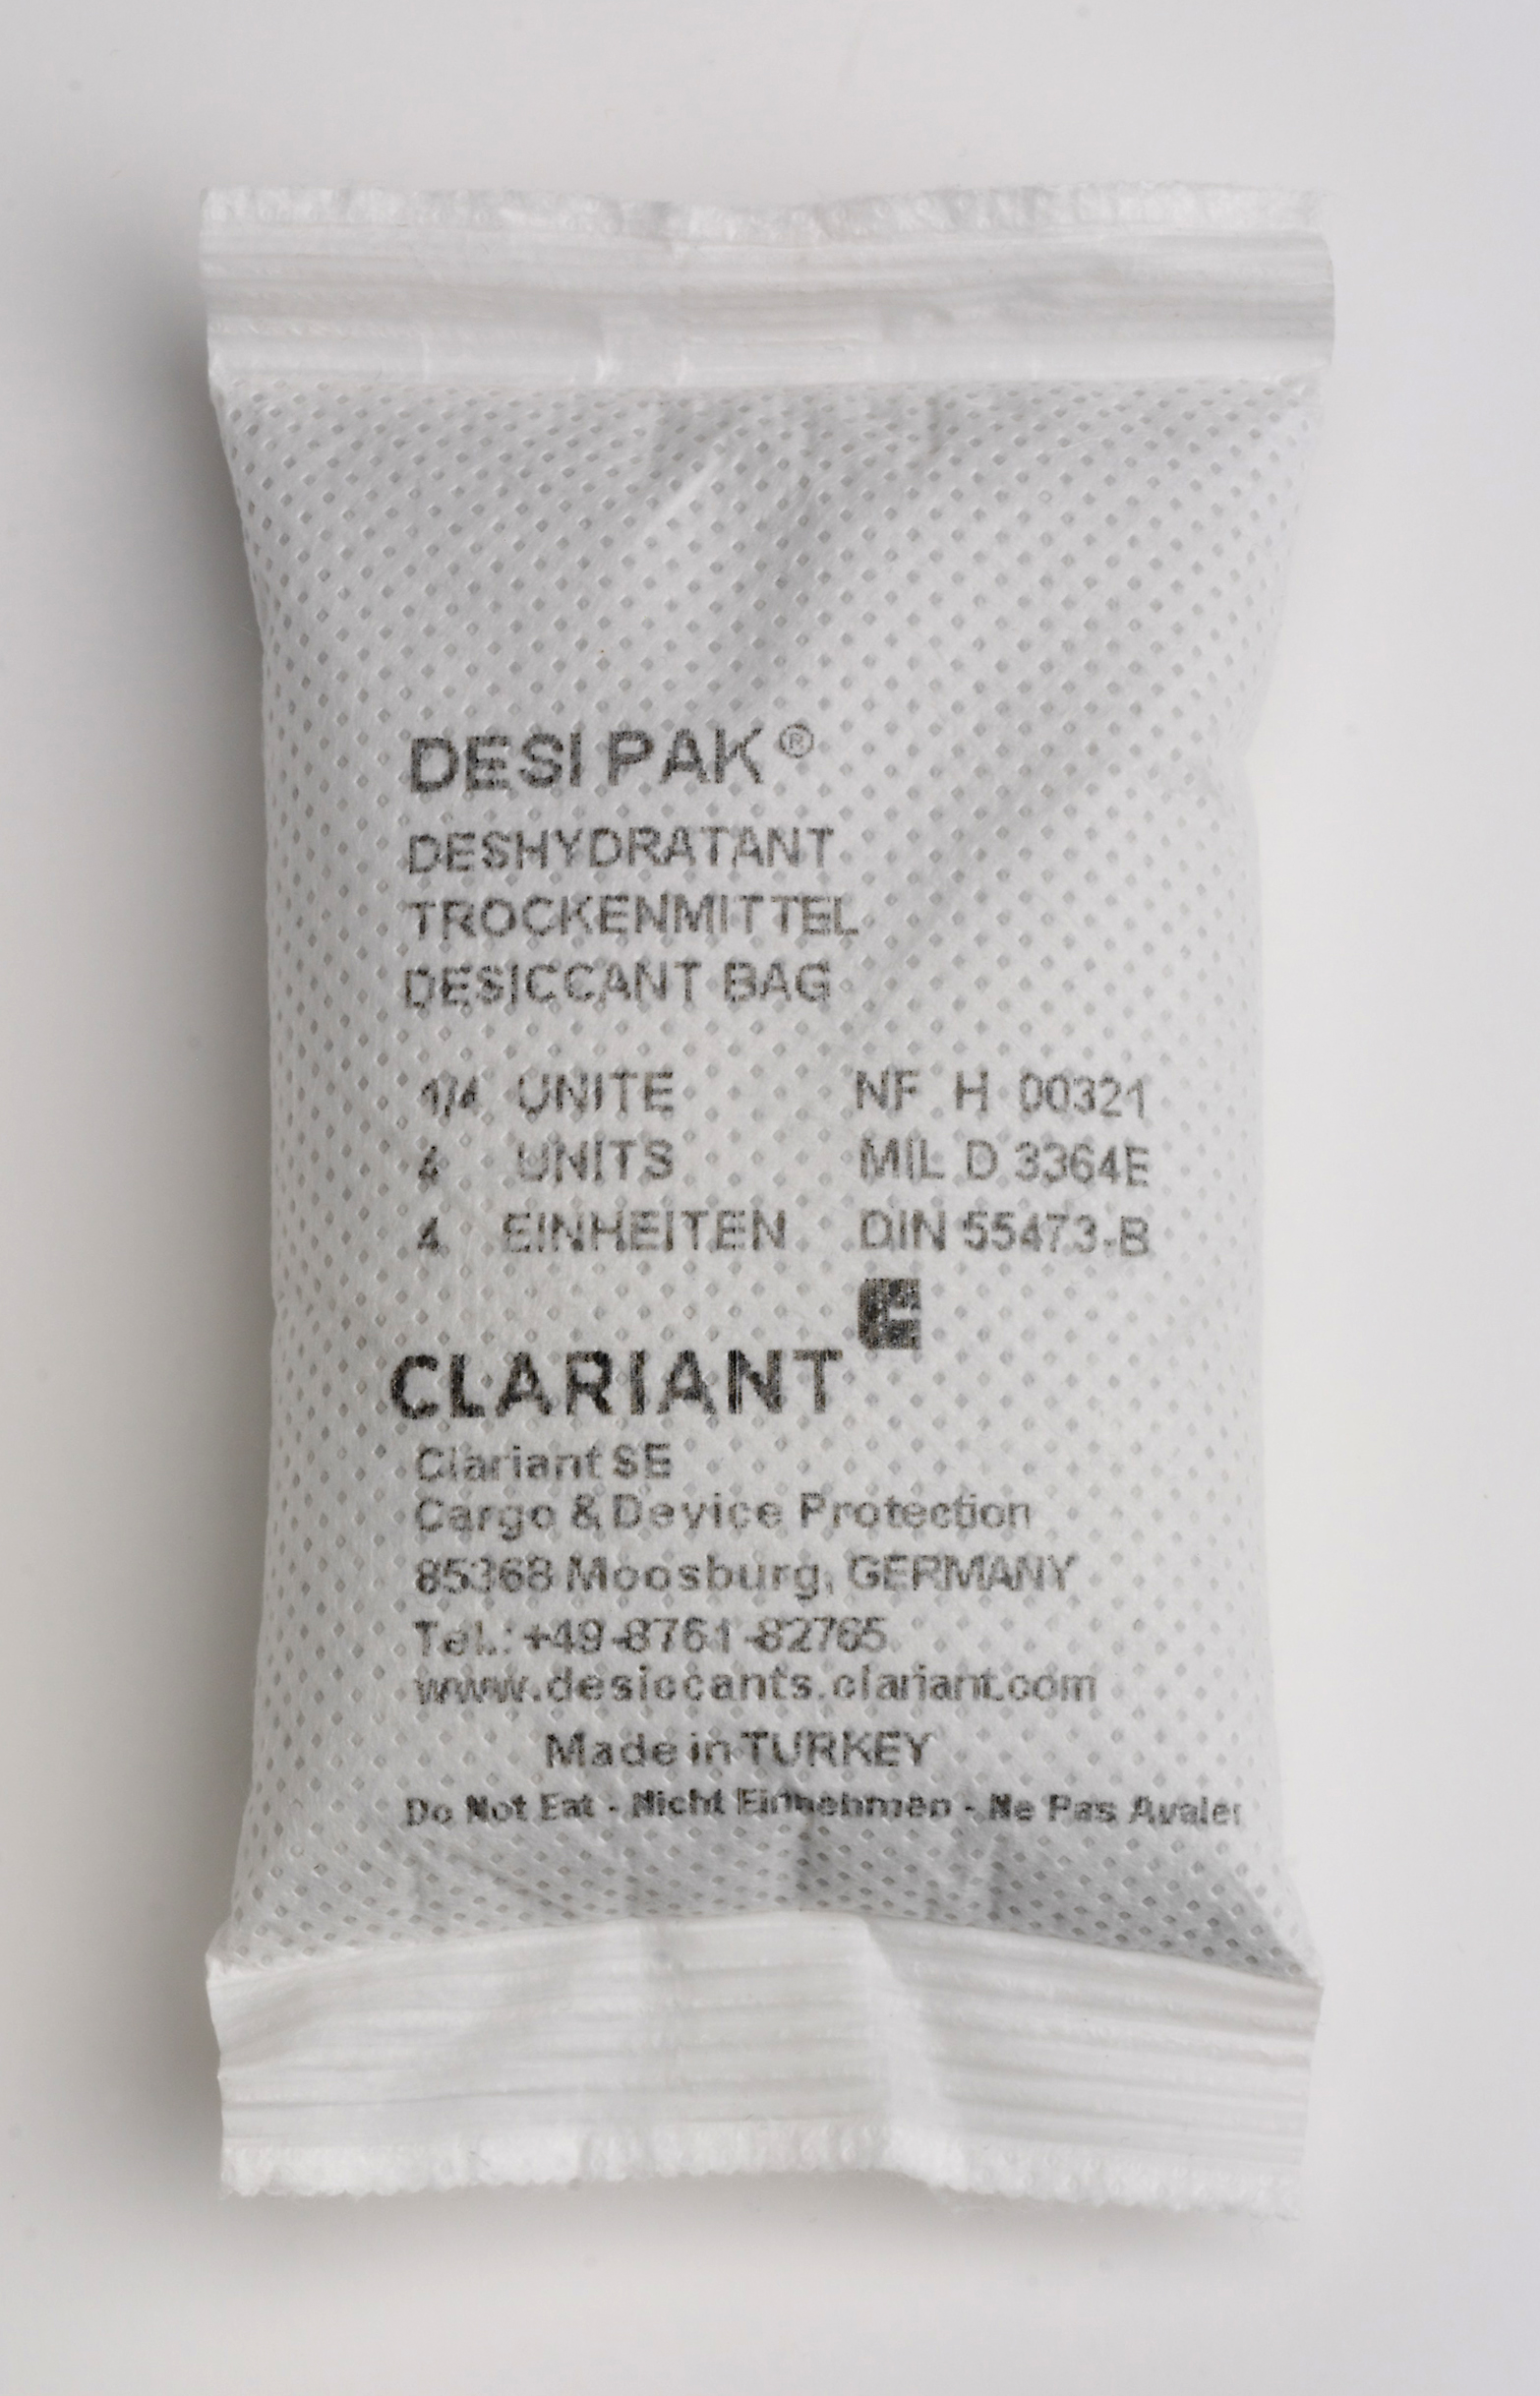 DESI PAK®
DESHYDRATANT
TROCKENMITTEL
DESICCANT BAG
1/4 UNITE NF H 00321
4 UNITS MIL D 3364E
4 EINHEITEN DIN 55473-B
CLARIANT
Clariant SE
Cargo & Device Protection
85368 Moosburg, GERMANY
Tel.: +49-8761-82765
www.desiccants.clariant.com
Made in TURKEY
Do Not Eat - Nicht Einnehmen - Ne Pas Avaler